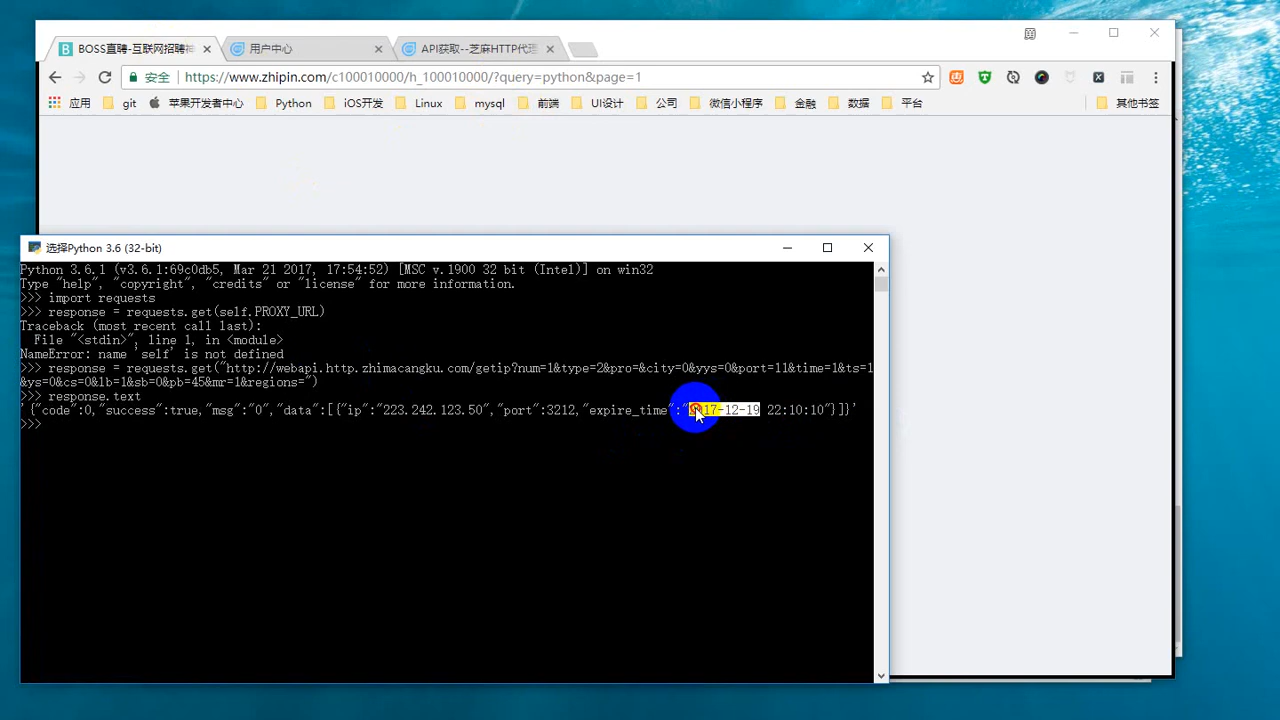 BOSS直聘-互联网招聘
用户中心
API获取--芝麻HTTP代理
安全
https://www.zhipin.com/c100010000/h_100010000/?query=python&page=1
应用
git
苹果开发者中心
Python
iOS开发
Linux
mysql
前端
UI设计
公司
微信小程序
金融
数据
平台
其他书签
选择Python 3.6 (32-bit)
Python 3.6.1 (v3.6.1:69c0db5, Mar 21 2017, 17:54:52) [MSC v.1900 32 bit (Intel)] on win32
Type "help", "copyright", "credits" or "license" for more information.
>>> import requests
>>> response = requests.get(self.PROXY_URL)
Traceback (most recent call last):
  File "<stdin>", line 1, in <module>
NameError: name 'self' is not defined
>>> response = requests.get("http://webapi.http.zhimacangku.com/getip?num=1&type=2&pro=&city=0&yys=0&port=11&time=1&ts=1
&ys=0&cs=0&lb=1&sb=0&pb=45&mr=1&regions=")
>>> response.text
'{"code":0,"success":true,"msg":"0","data":[{"ip":"223.242.123.50","port":3212,"expire_time":"2017-12-19 22:10:10"}]}'
>>>